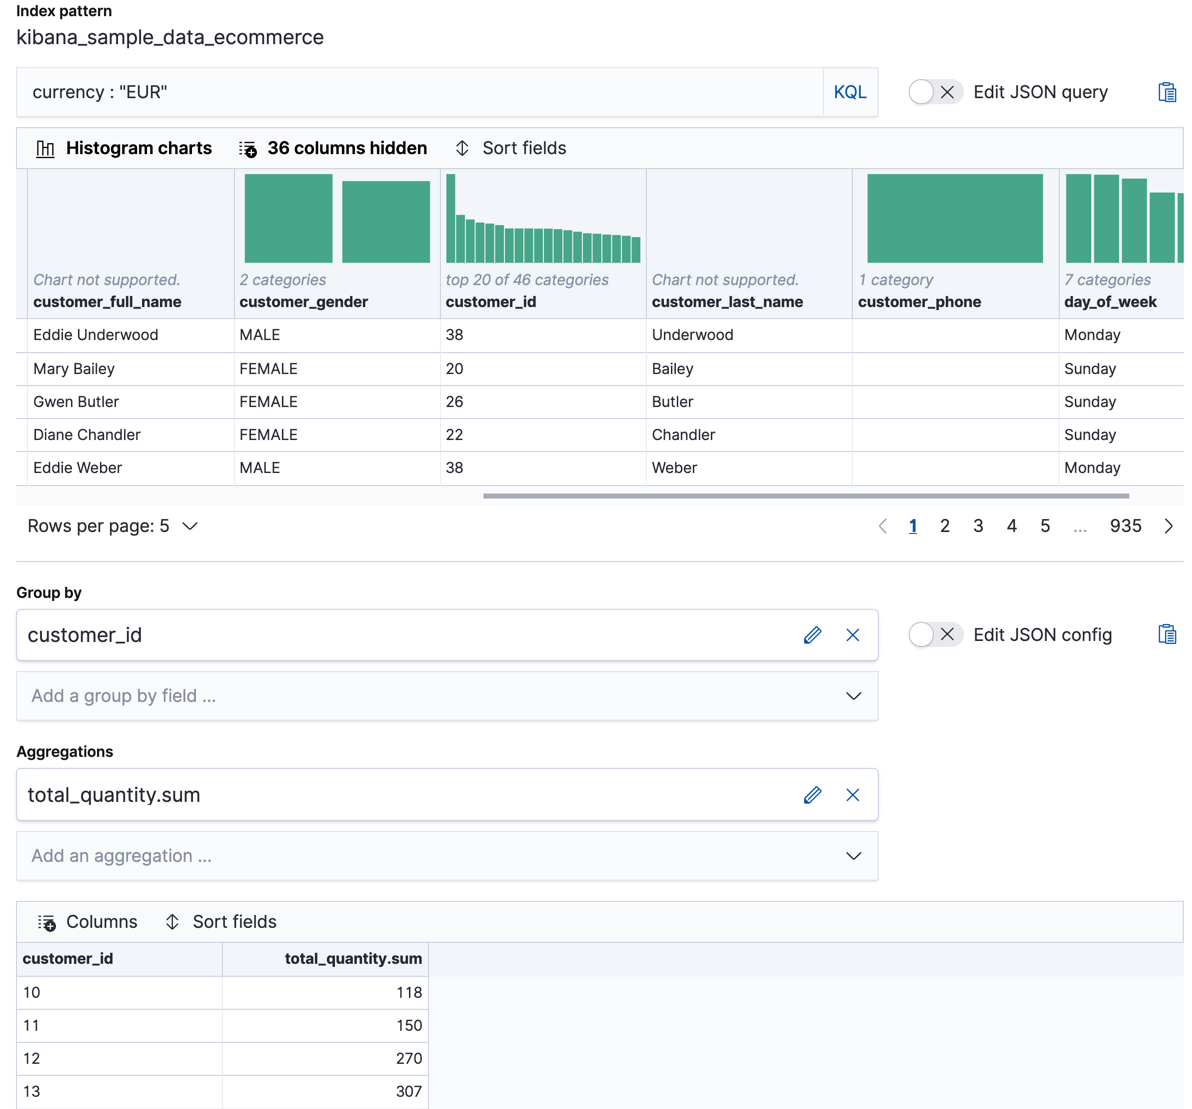 Index pattern
kibana_sample_data_ecommerce
currency : "EUR" KQL Edit JSON query
Histogram charts 36 columns hidden Sort fields
Chart not supported. 2 categories top 20 of 46 categories Chart not supported. 1 category 7 categories
customer_full_name customer_gender customer_id customer_last_name customer_phone day_of_week
Eddie Underwood MALE 38 Underwood Monday
Mary Bailey FEMALE 20 Bailey Sunday
Gwen Butler FEMALE 26 Butler Sunday
Diane Chandler FEMALE 22 Chandler Sunday
Eddie Weber MALE 38 Weber Monday
Rows per page: 5 1 2 3 4 5 ... 935
Group by
customer_id Edit JSON config
Add a group by field ...
Aggregations
total_quantity.sum
Add an aggregation ...
Columns Sort fields
customer_id total_quantity.sum
10 118
11 150
12 270
13 307